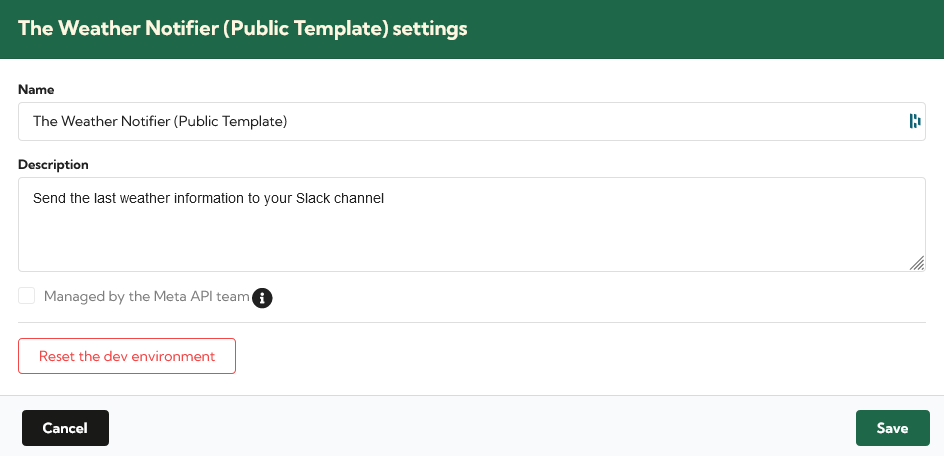 The Weather Notifier (Public Template) settings
Name
The Weather Notifier (Public Template)
Description
Send the last weather information to your Slack channel
Managed by the Meta API team
Reset the dev environment
Cancel
Save